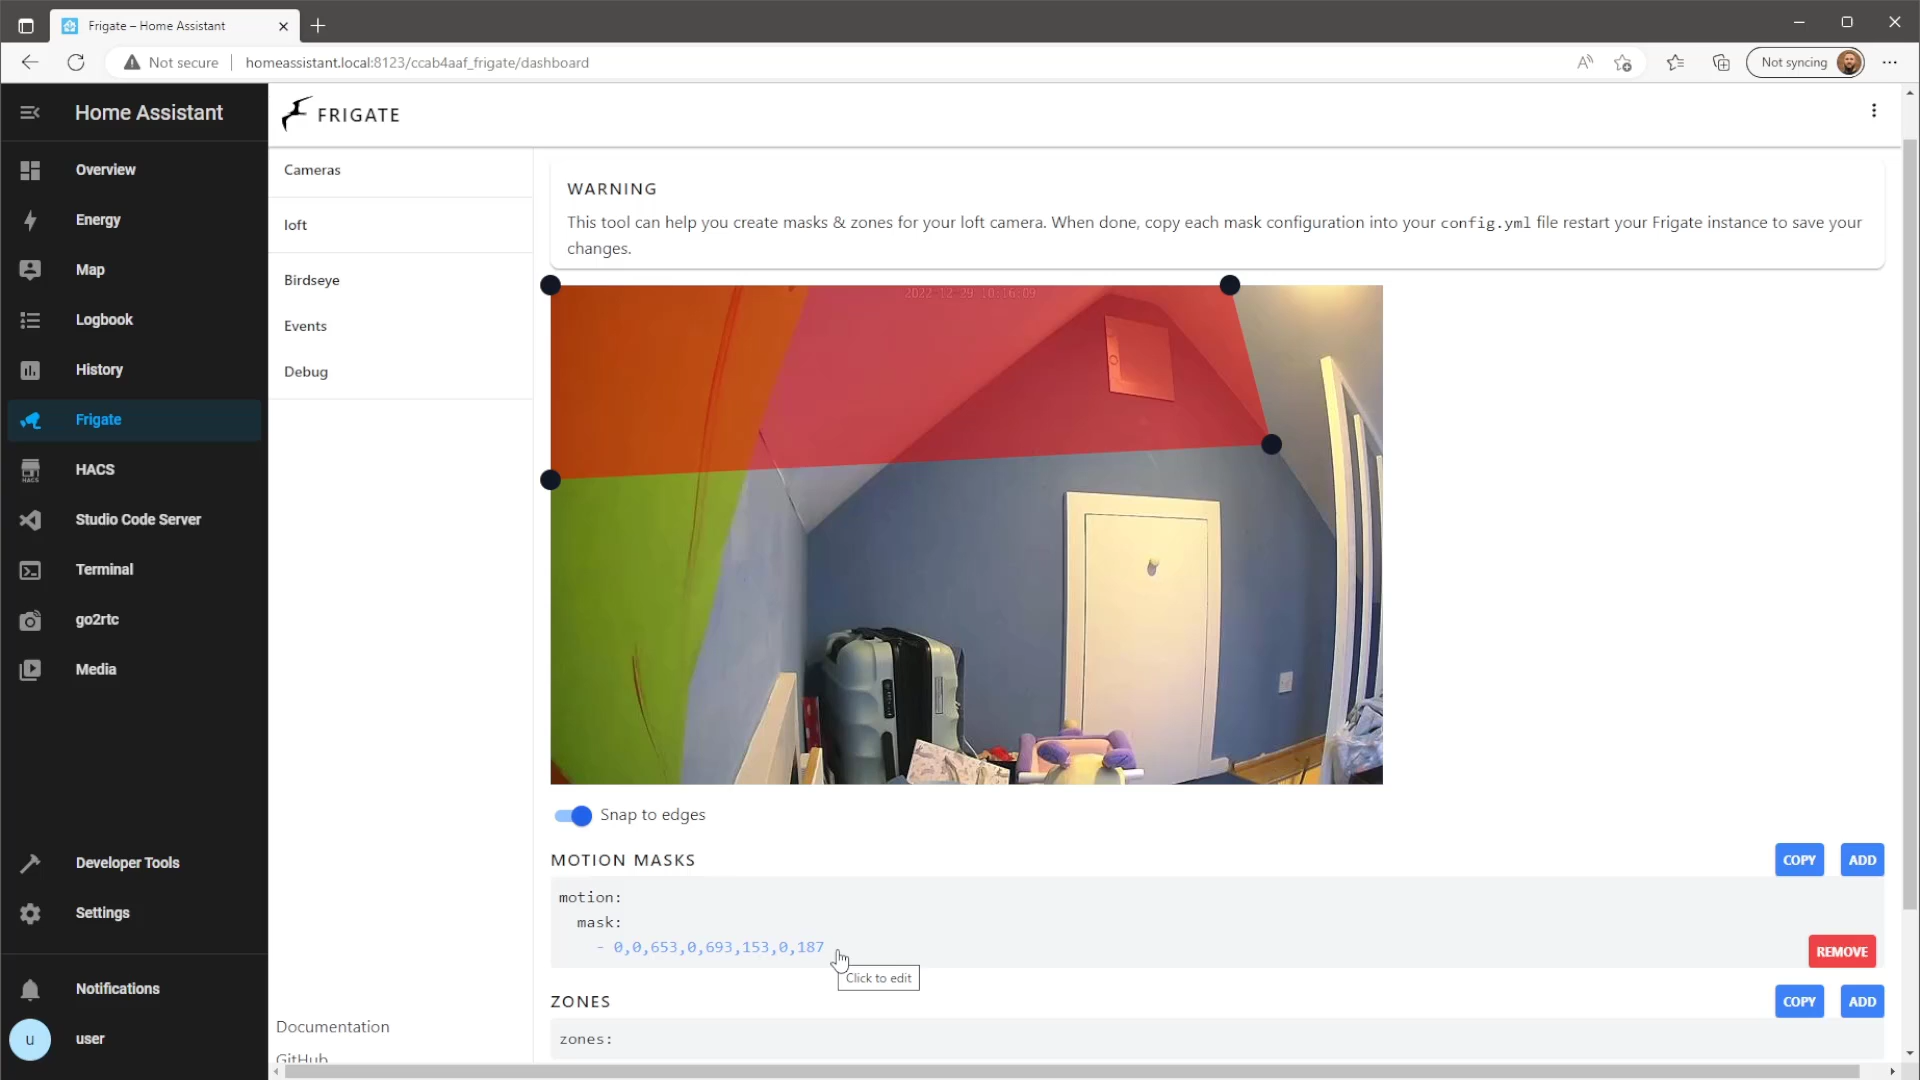 Frigate – Home Assistant
Not secure
homeassistant.local:8123/ccab4aaf_frigate/dashboard
Not syncing
Home Assistant
Overview
Energy
Map
Logbook
History
Frigate
HACS
Studio Code Server
Terminal
go2rtc
Media
Developer Tools
Settings
Notifications
u
user
FRIGATE
Cameras
loft
Birdseye
Events
Debug
Documentation
GitHub
WARNING
This tool can help you create masks & zones for your loft camera. When done, copy each mask configuration into your config.yml file restart your Frigate instance to save your
changes.
2022-12-29 10:16:09
Snap to edges
MOTION MASKS
COPY
ADD
motion:
mask:
- 0,0,653,0,693,153,0,187
REMOVE
Click to edit
ZONES
COPY
ADD
zones: